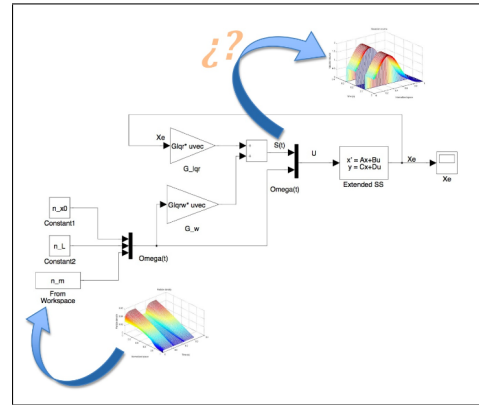 ¿?
Xe
Glqr* uvec
G_lqr
S(t)
U
x' = Ax+Bu
y = Cx+Du
Extended SS
Xe
Xe
Omega(t)
n_x0
Constant1
Glqrw* uvec
G_w
n_L
Constant2
Omega(t)
n_m
From
Workspace